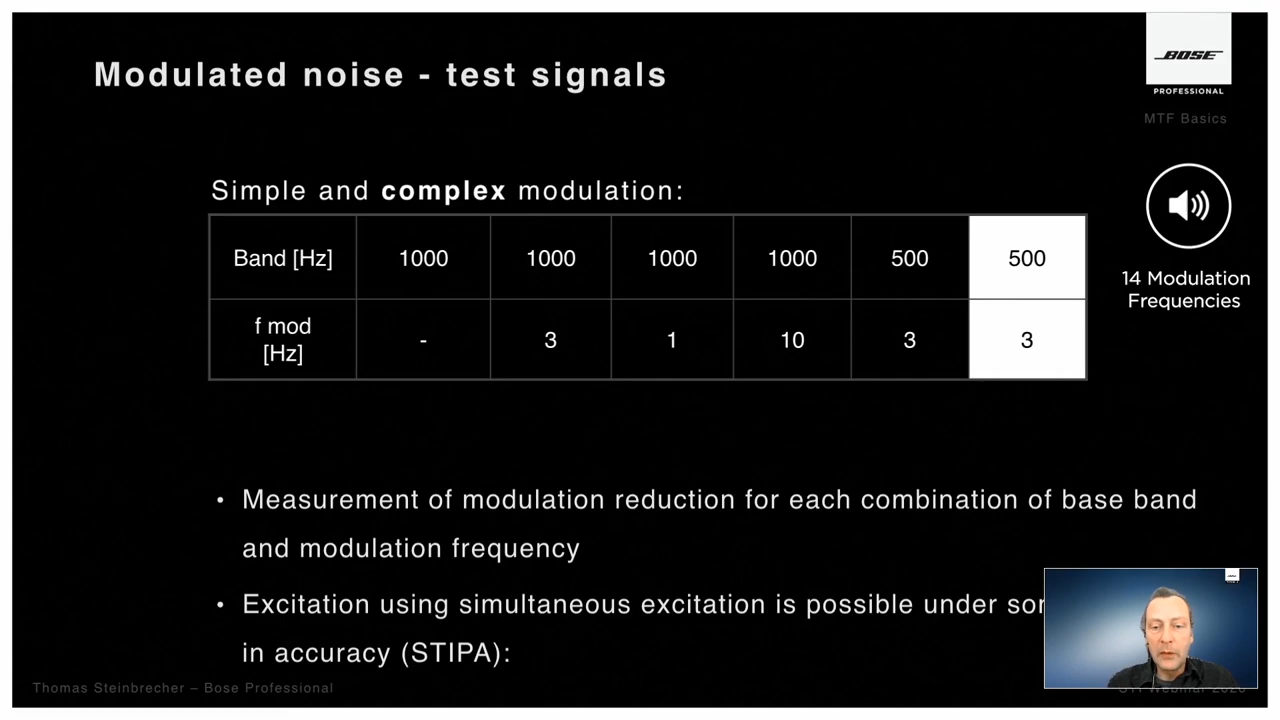 Modulated noise - test signals
BOSE
PROFESSIONAL
MTF Basics
Simple and complex modulation:
Band [Hz] 1000 1000 1000 1000 500 500
f mod
[Hz] - 3 1 10 3 3
14 Modulation
Frequencies
• Measurement of modulation reduction for each combination of base band
and modulation frequency
• Excitation using simultaneous excitation is possible under
in accuracy (STIPA):
Thomas Steinbrecher – Bose Professional